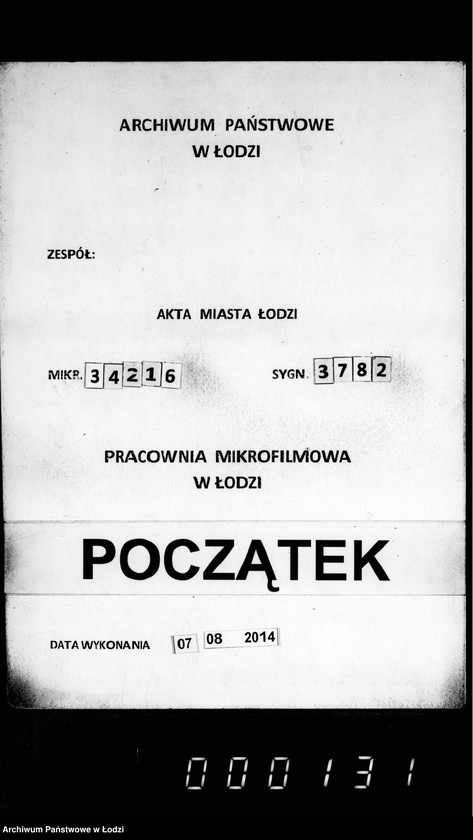 ARCHIWUM PAŃSTWOWE
W ŁODZI
ZESPÓŁ:
AKTA MIASTA ŁODZI
MIKR. 34216 SYGN. 3782
PRACOWNIA MIKROFILMOWA
W ŁODZI
POCZĄTEK
DATA WYKONANIA 07 08 2014
000131
Archiwum Państwowe w Łodzi